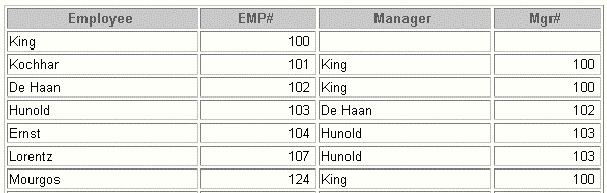 Employee EMP# Manager Mgr#
King 100
Kochhar 101 King 100
De Haan 102 King 100
Hunold 103 De Haan 102
Ernst 104 Hunold 103
Lorentz 107 Hunold 103
Mourgos 124 King 100